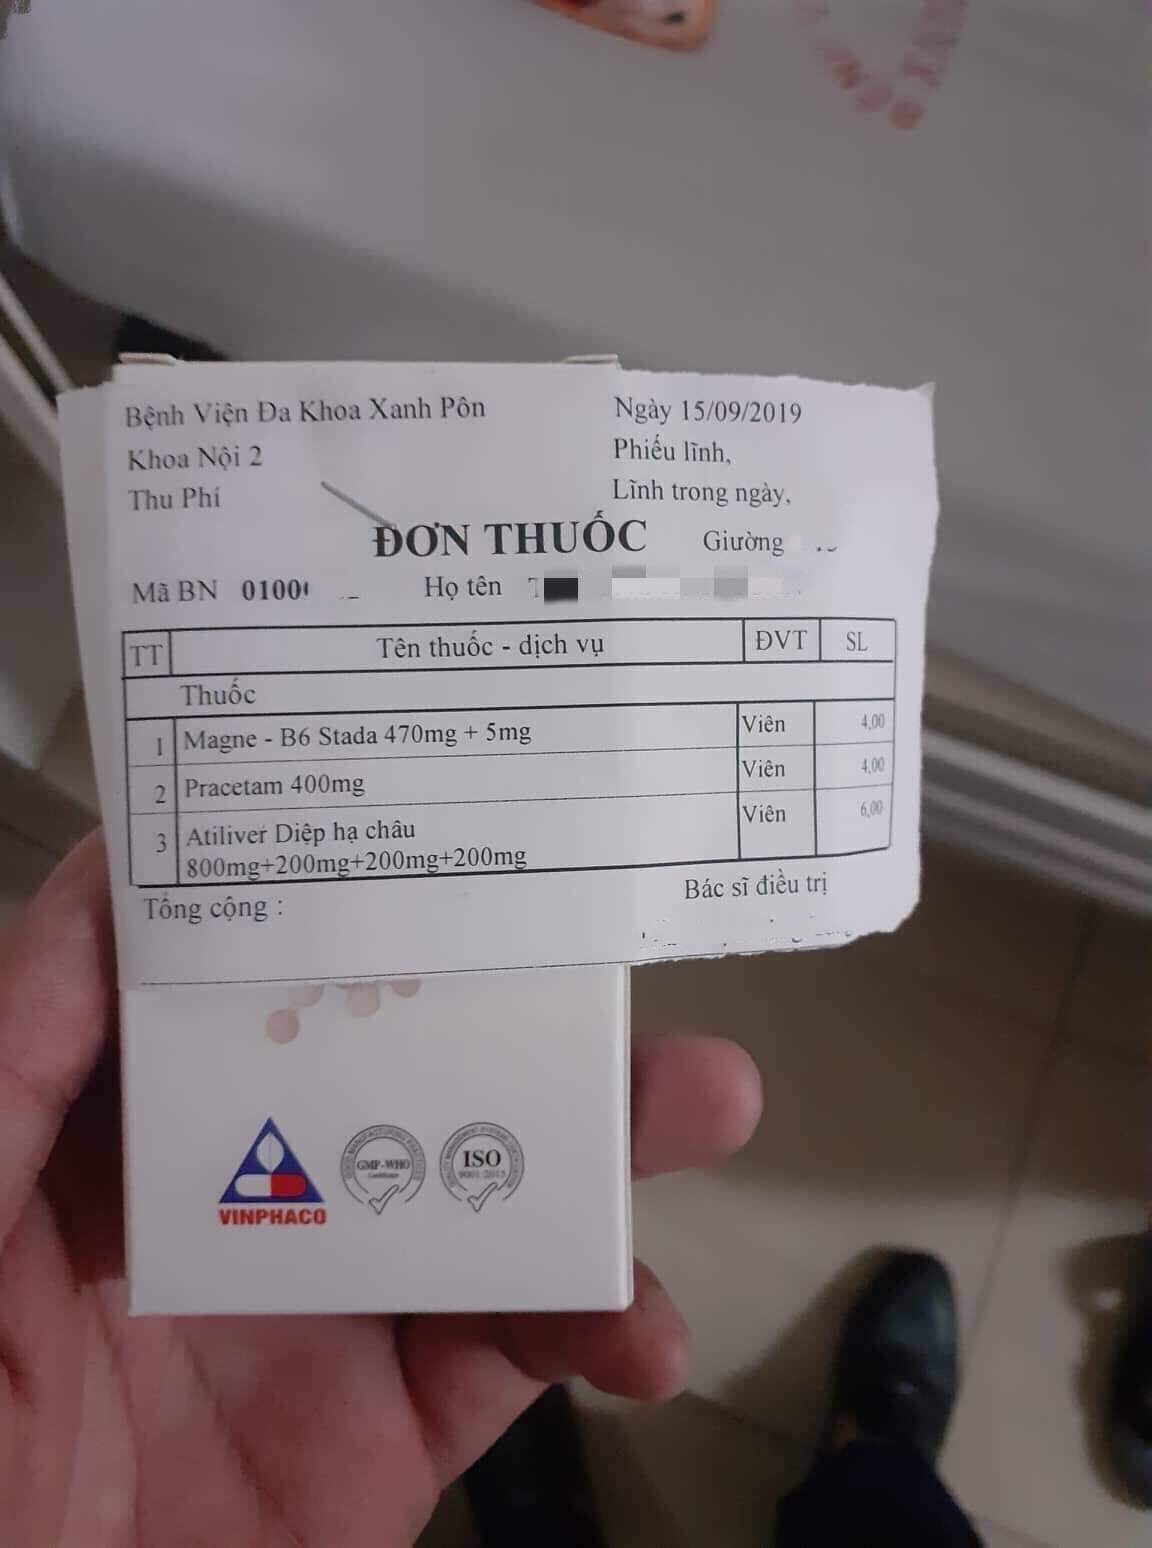 Bệnh Viện Đa Khoa Xanh Pôn
Khoa Nội 2
Thu Phí
Ngày 15/09/2019
Phiếu lĩnh,
Lĩnh trong ngày,
ĐƠN THUỐC
Giường
Mã BN 0100
Họ tên
TT Tên thuốc - dịch vụ ĐVT SL
Thuốc
1 Magne - B6 Stada 470mg + 5mg Viên 4,00
2 Pracetam 400mg Viên 4,00
3 Atiliver Diệp hạ châu Viên 6,00
800mg+200mg+200mg+200mg
Tổng cộng :
Bác sĩ điều trị
VINPHACO
GMP-WHO
ISO
9001:2015